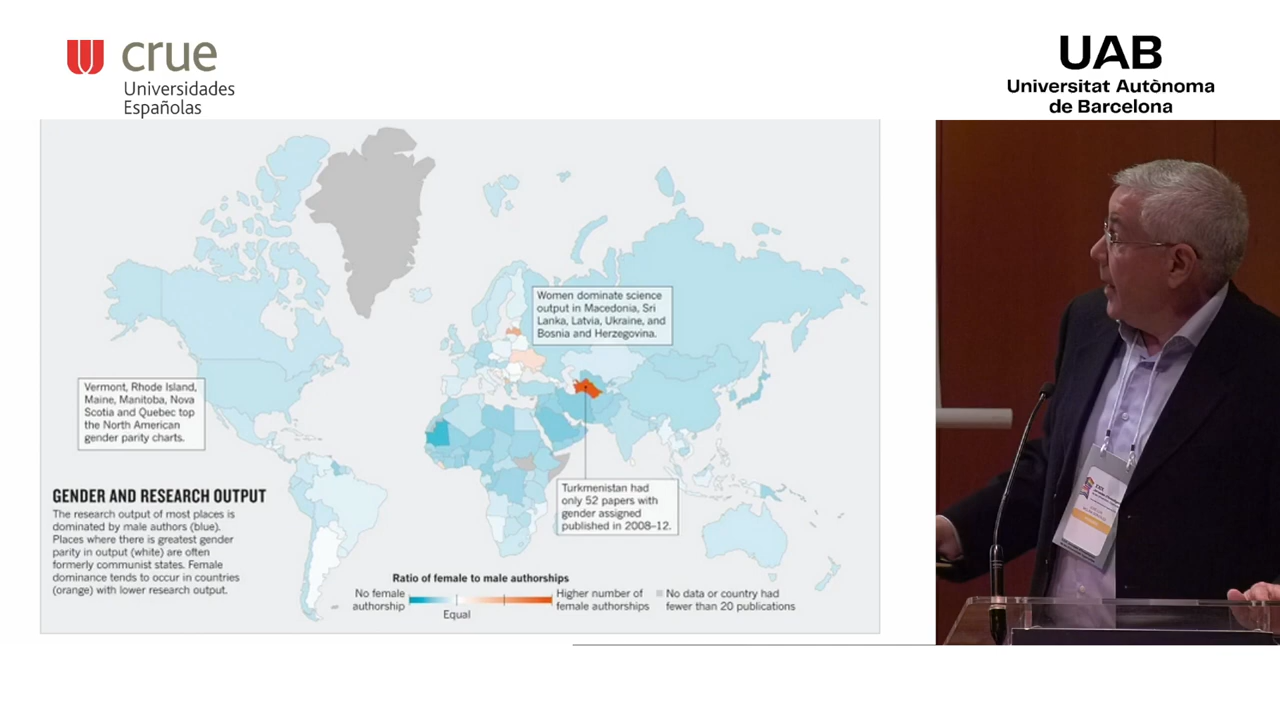 crue
Universidades
Españolas
UAB
Universitat Autònoma
de Barcelona
Women dominate science
output in Macedonia, Sri
Lanka, Latvia, Ukraine, and
Bosnia and Herzegovina.
Vermont, Rhode Island,
Maine, Manitoba, Nova
Scotia and Quebec top
the North American
gender parity charts.
Turkmenistan had
only 52 papers with
gender assigned
published in 2008–12.
GENDER AND RESEARCH OUTPUT
The research output of most places is
dominated by male authors (blue).
Places where there is greatest gender
parity in output (white) are often
formerly communist states. Female
dominance tends to occur in countries
(orange) with lower research output.
Ratio of female to male authorships
No female
authorship
Equal
Higher number of
female authorships
No data or country had
fewer than 20 publications